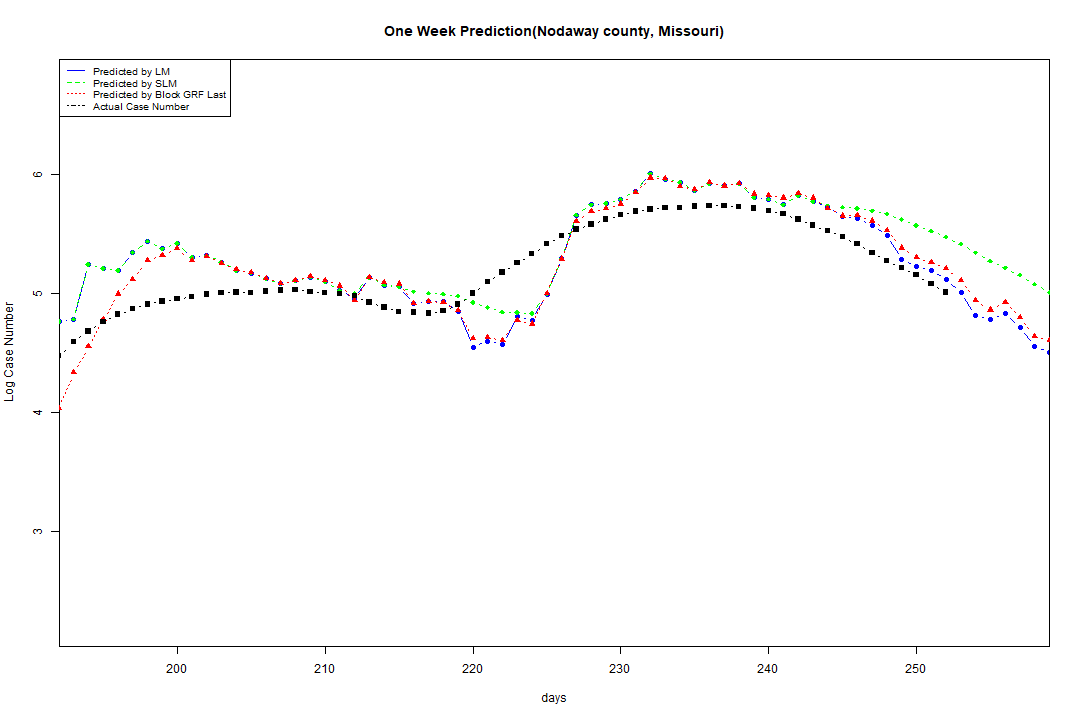 One Week Prediction(Nodaway county, Missouri)
Predicted by LM
Predicted by SLM
Predicted by Block GRF Last
Actual Case Number
6
5
4
3
Log Case Number
200 210 220 230 240 250
days